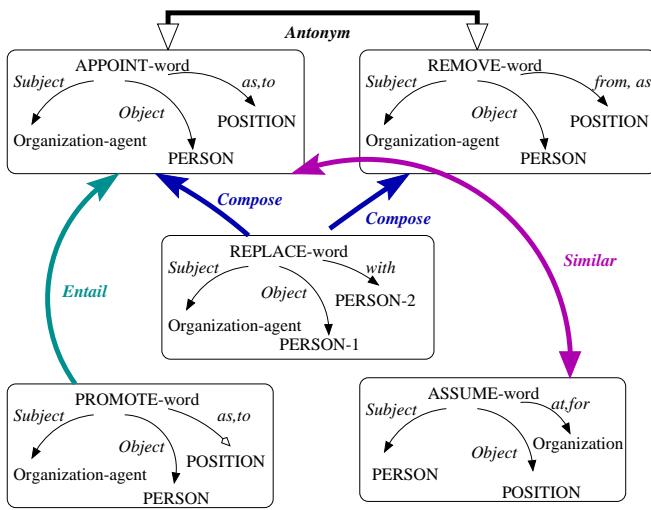 Antonym
APPOINT-word
Subject
as,to
Object
Organization-agent
POSITION
PERSON
REMOVE-word
Subject
from, as
Object
Organization-agent
POSITION
PERSON
Compose
Compose
Similar
Entail
REPLACE-word
Subject
with
Object
PERSON-2
Organization-agent
PERSON-1
PROMOTE-word
Subject
as,to
Object
POSITION
Organization-agent
PERSON
ASSUME-word
Subject
at,for
Organization
Object
PERSON
POSITION